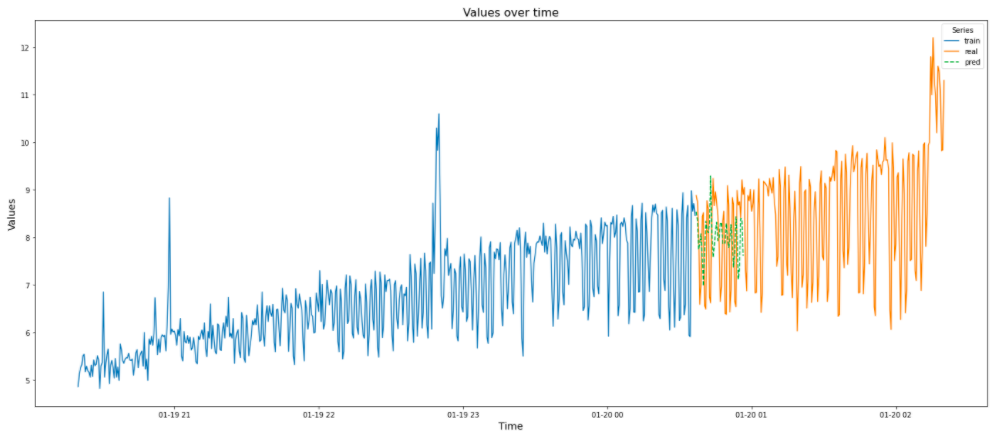 Values over time
Series
train
real
pred
Values
12
11
10
9
8
7
6
5
01-19 21
01-19 22
01-19 23
01-20 00
01-20 01
01-20 02
Time